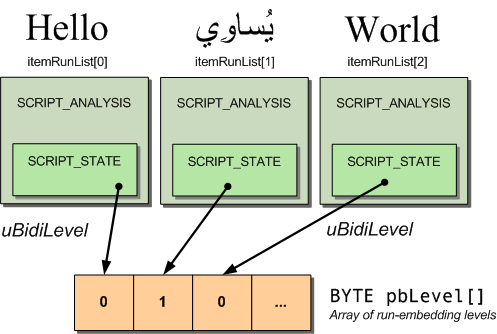 Hello يُساوِي World
itemRunList[0] itemRunList[1] itemRunList[2]
SCRIPT_ANALYSIS SCRIPT_ANALYSIS SCRIPT_ANALYSIS
SCRIPT_STATE SCRIPT_STATE SCRIPT_STATE
uBidiLevel uBidiLevel
0 1 0 ... BYTE pbLevel[]
Array of run-embedding levels